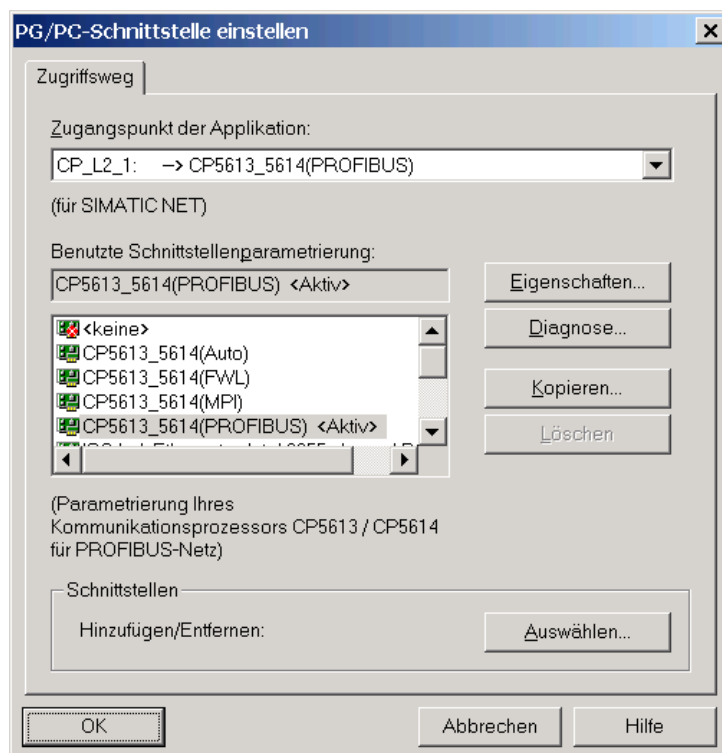 PG/PC-Schnittstelle einstellen
Zugriffsweg
Zugangspunkt der Applikation:
CP_L2_1: --> CP5613_5614(PROFIBUS)
(für SIMATIC NET)
Benutzte Schnittstellenparametrierung:
CP5613_5614(PROFIBUS) <Aktiv>
Eigenschaften...
<keine>
CP5613_5614(Auto)
CP5613_5614(FWL)
CP5613_5614(MPI)
CP5613_5614(PROFIBUS) <Aktiv>
Diagnose...
Kopieren...
Löschen
(Parametrierung Ihres
Kommunikationsprozessors CP5613 / CP5614
für PROFIBUS-Netz)
Schnittstellen
Hinzufügen/Entfernen:
Auswählen...
OK
Abbrechen
Hilfe